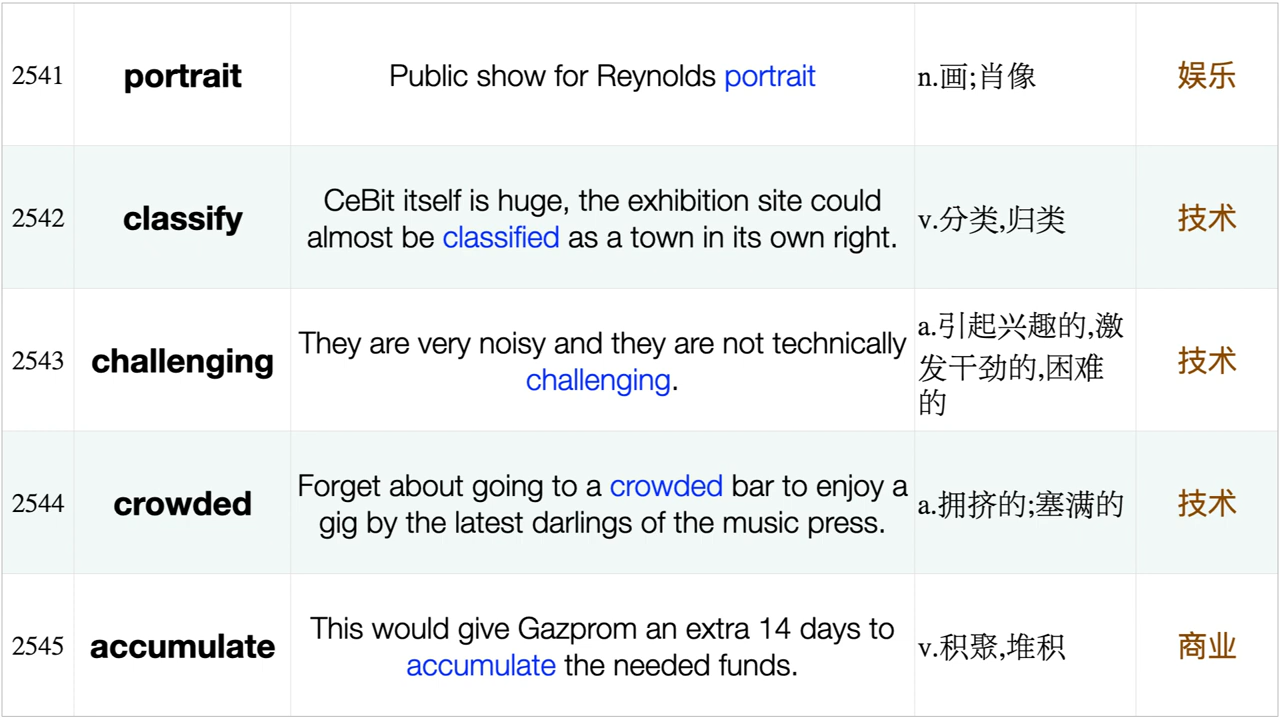 2541 portrait Public show for Reynolds portrait n.画;肖像 娱乐
2542 classify CeBit itself is huge, the exhibition site could
almost be classified as a town in its own right. v.分类,归类 技术
2543 challenging They are very noisy and they are not technically
challenging. a.引起兴趣的,激
发干劲的,困难
的 技术
2544 crowded Forget about going to a crowded bar to enjoy a
gig by the latest darlings of the music press. a.拥挤的;塞满的 技术
2545 accumulate This would give Gazprom an extra 14 days to
accumulate the needed funds. v.积聚,堆积 商业